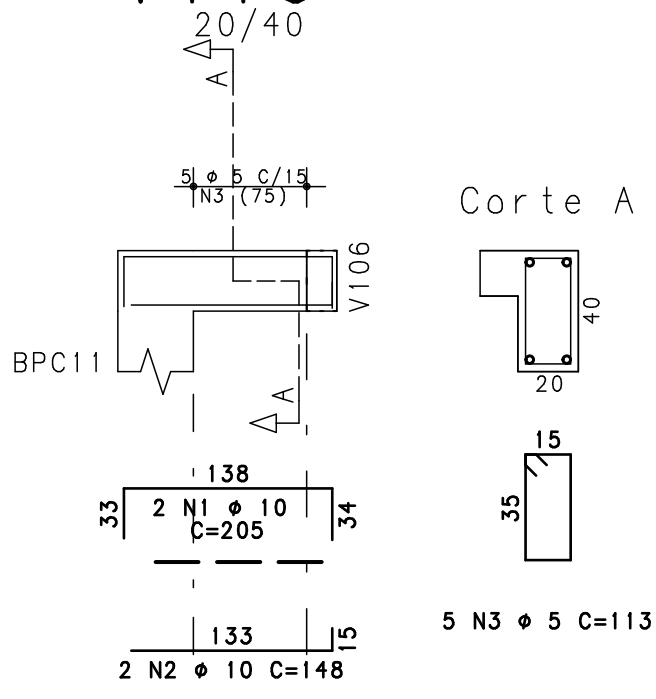 20/40
A
5 ø 5 C/15
N3 (75)
Corte A
V106
40
20
BPC11
A
138
33
2 N1 ø 10
C=205
34
15
35
133
15
2 N2 ø 10 C=148
5 N3 ø 5 C=113